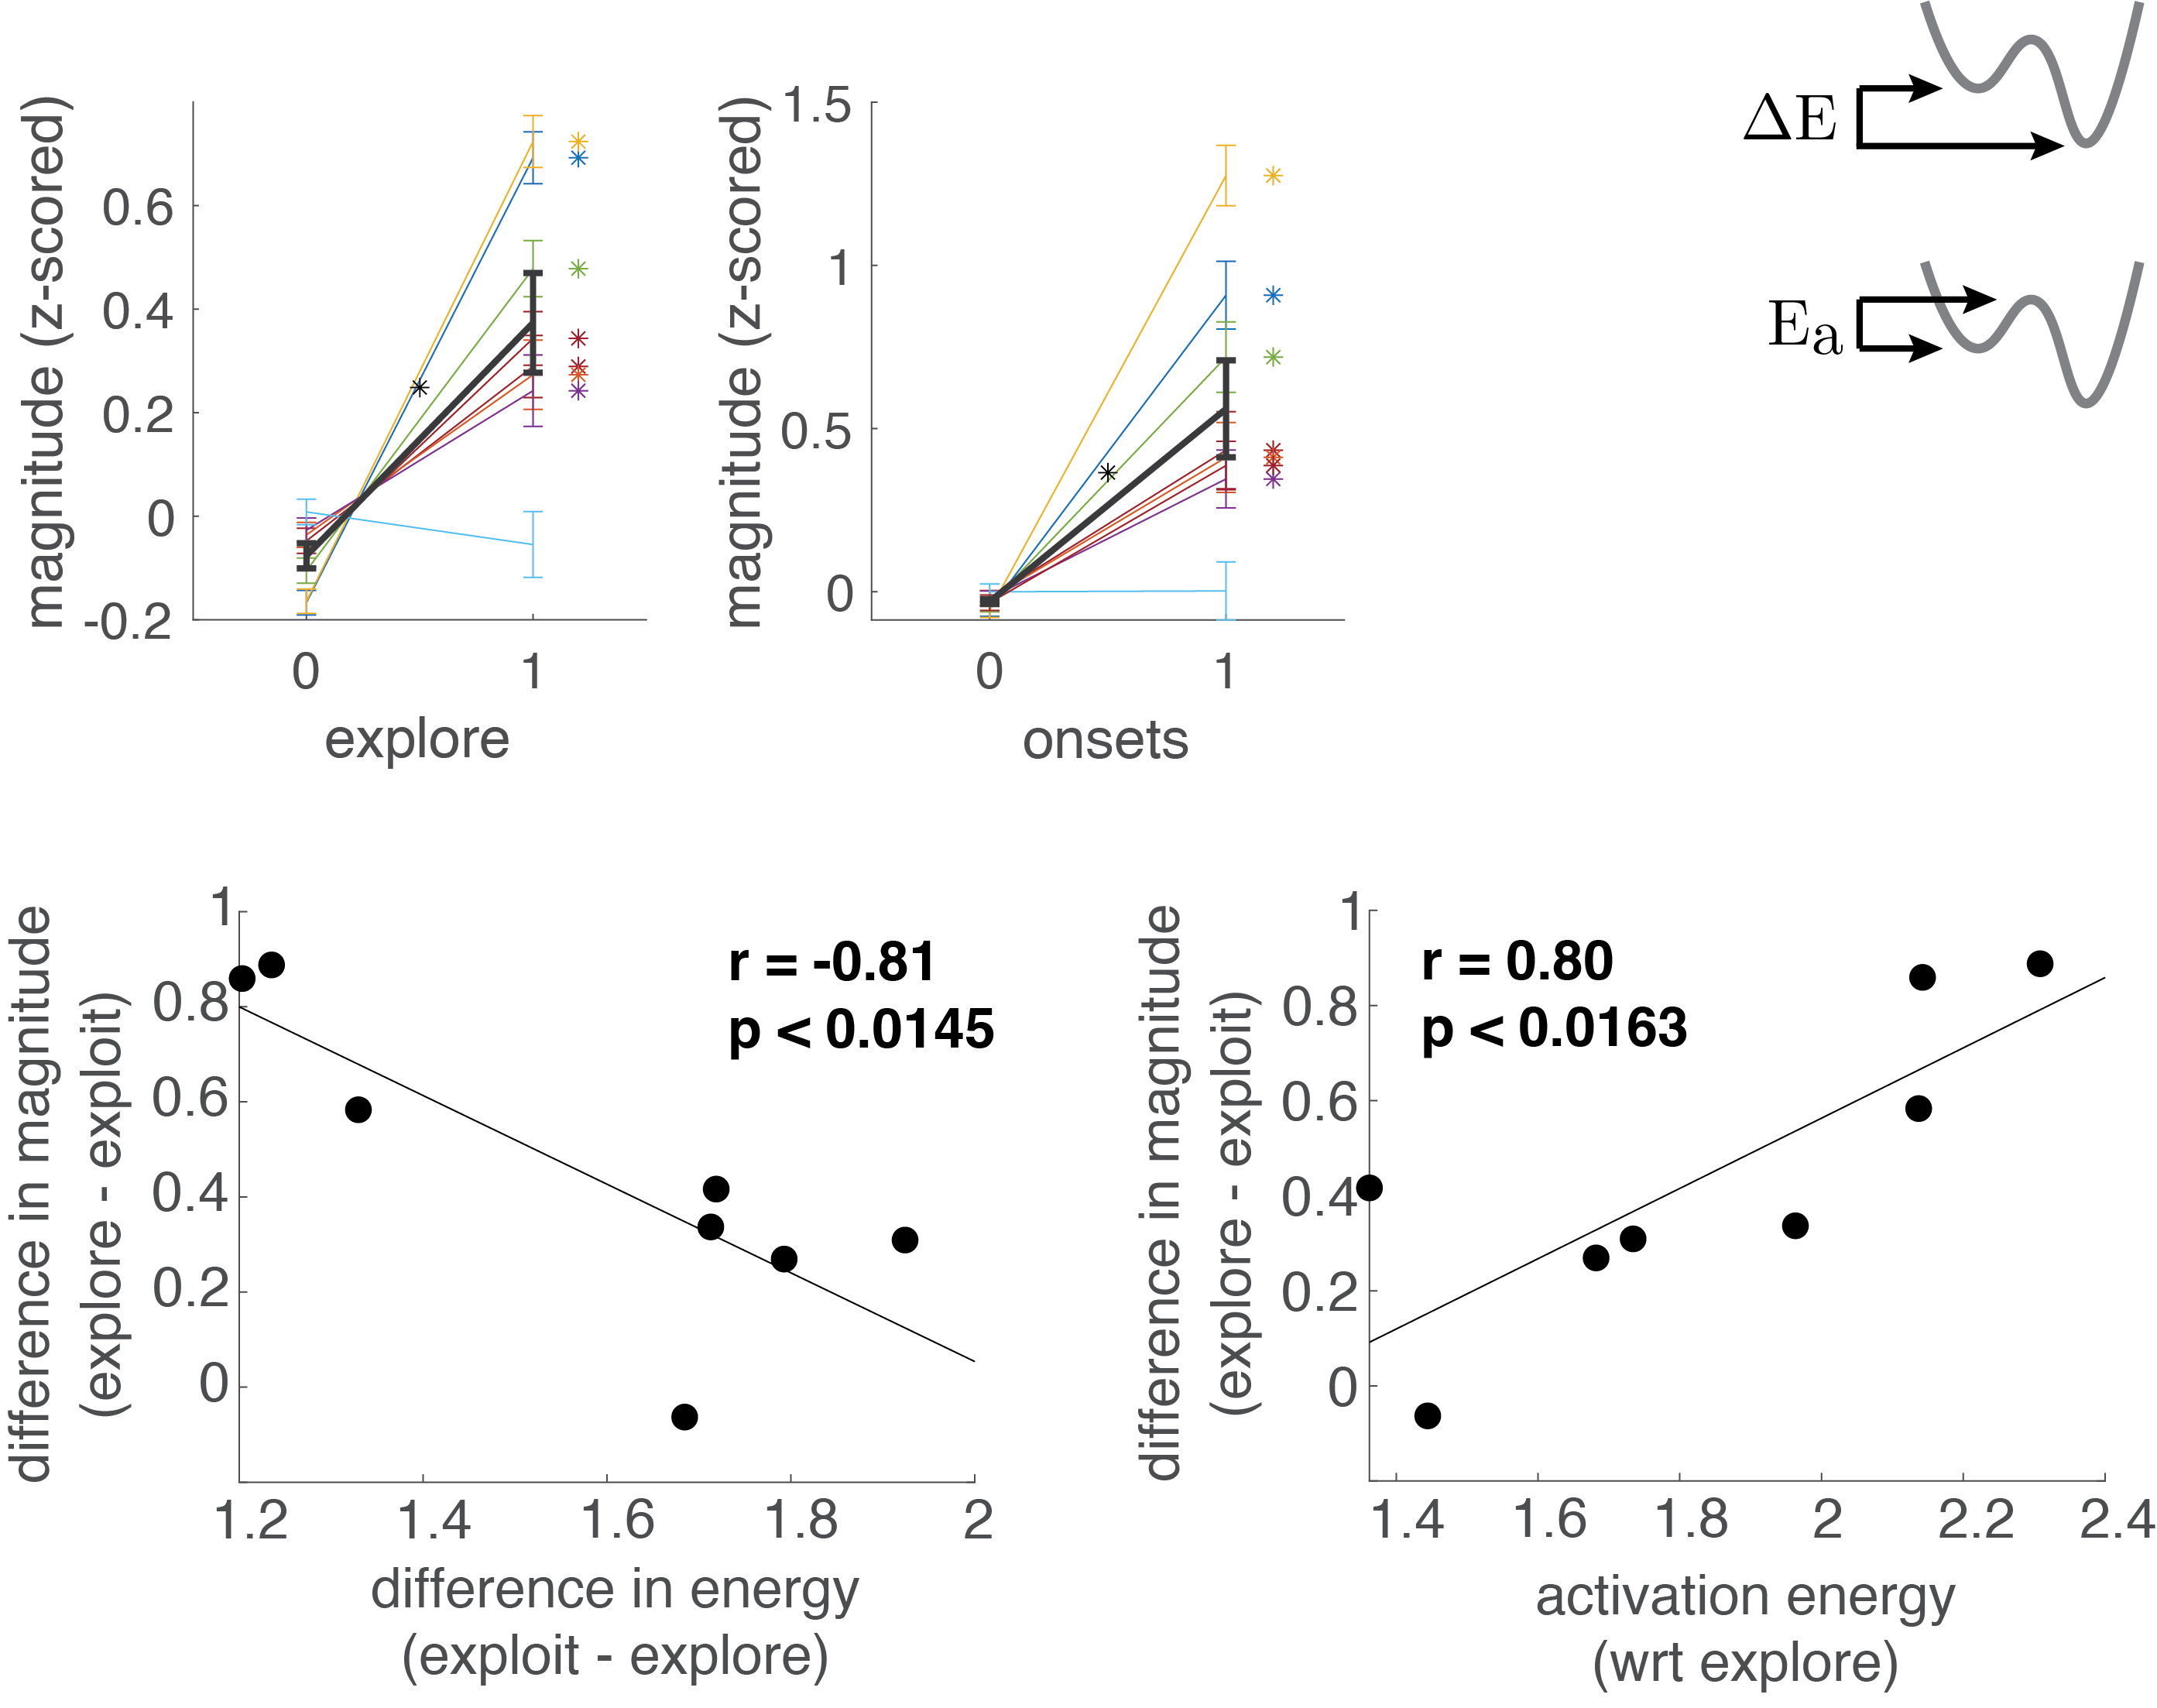 magnitude (z-scored)
0.6
0.4
0.2
0
-0.2
0
1
explore
magnitude (z-scored)
1.5
1
0.5
0
0
1
onsets
ΔE
Ea
difference in magnitude
(explore - exploit)
1
0.8
0.6
0.4
0.2
0
r = -0.81
p < 0.0145
1.2
1.4
1.6
1.8
2
difference in energy
(exploit - explore)
difference in magnitude
(explore - exploit)
1
0.8
0.6
0.4
0.2
0
r = 0.80
p < 0.0163
1.4
1.6
1.8
2
2.2
2.4
activation energy
(wrt explore)